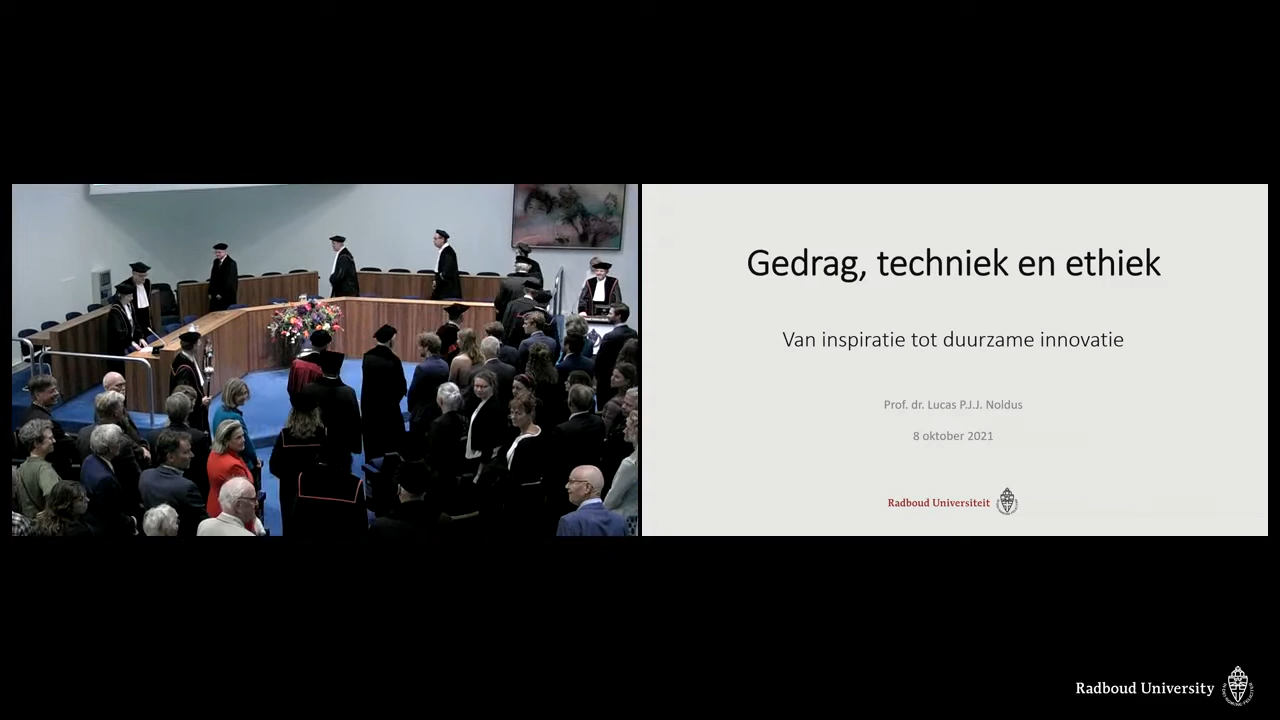 Gedrag, techniek en ethiek
Van inspiratie tot duurzame innovatie
Prof. dr. Lucas P.J.J. Noldus
8 oktober 2021
Radboud Universiteit
Radboud University